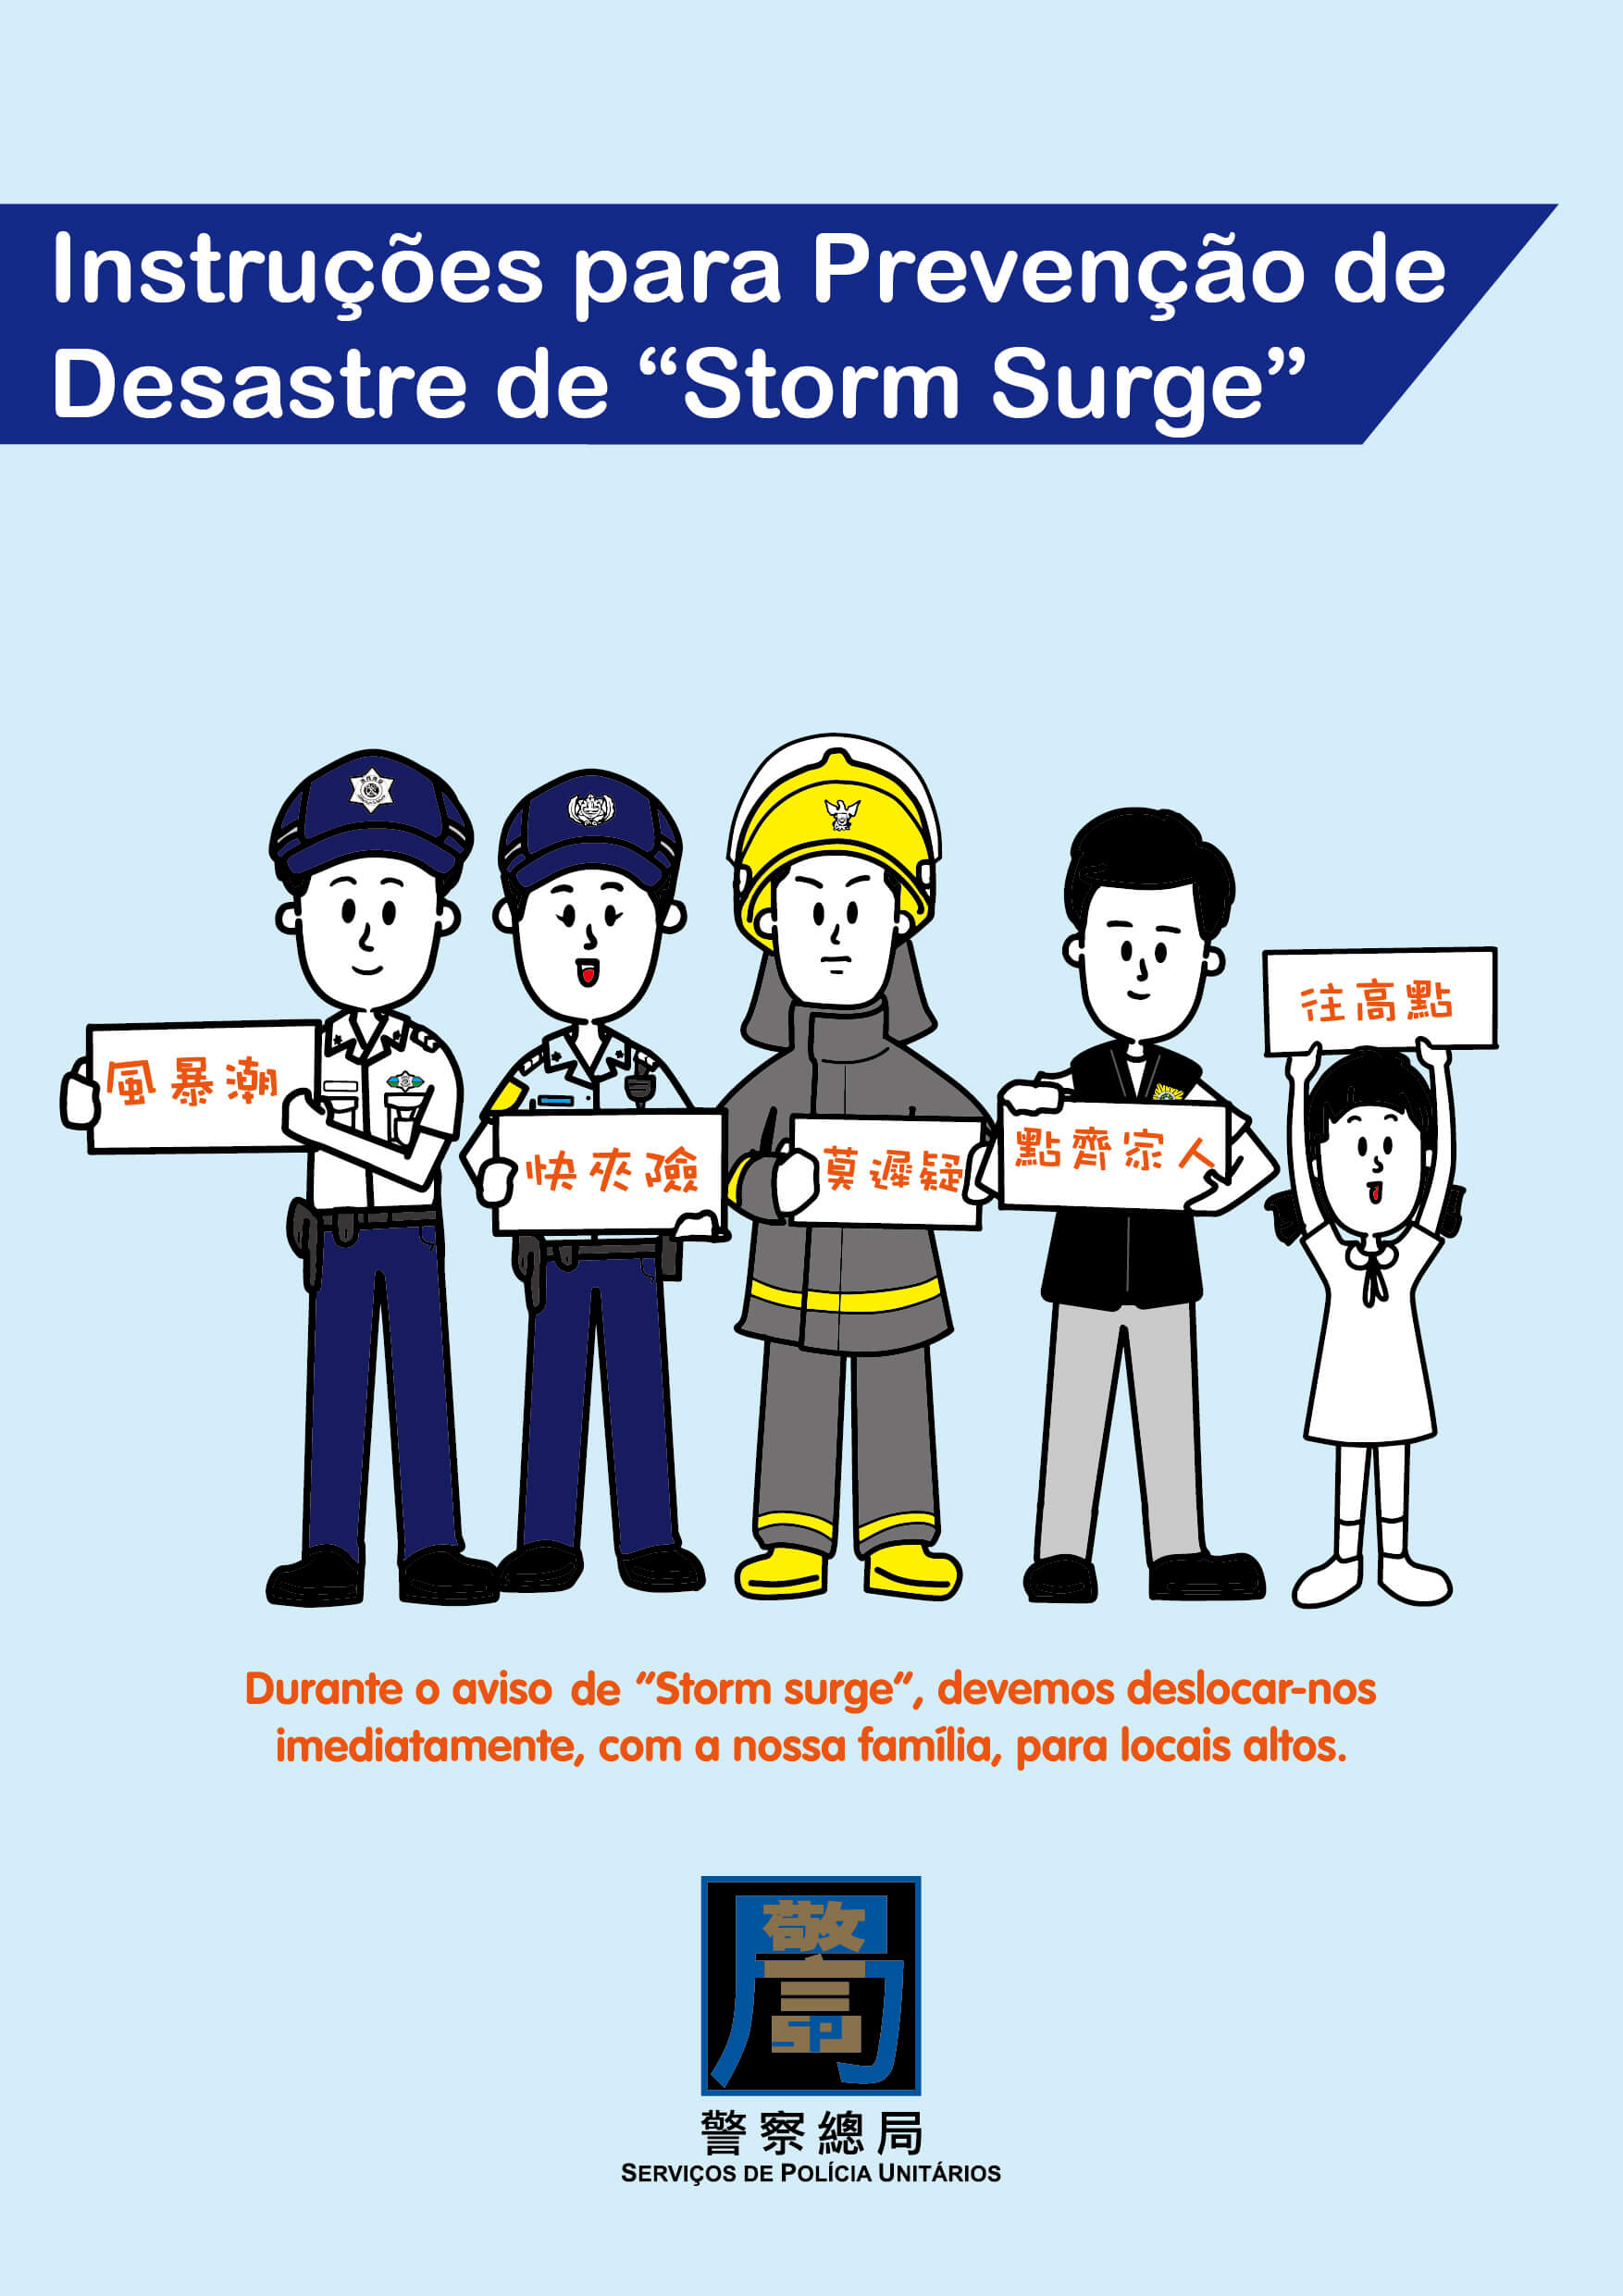 Instruções para Prevenção de
Desastre de “Storm Surge”
風暴潮
快夾險
莫遲疑
點齊家人
往高點
Durante o aviso de “Storm surge”, devemos deslocar-nos
imediatamente, com a nossa família, para locais altos.
警察總局
SERVIÇOS DE POLÍCIA UNITÁRIOS